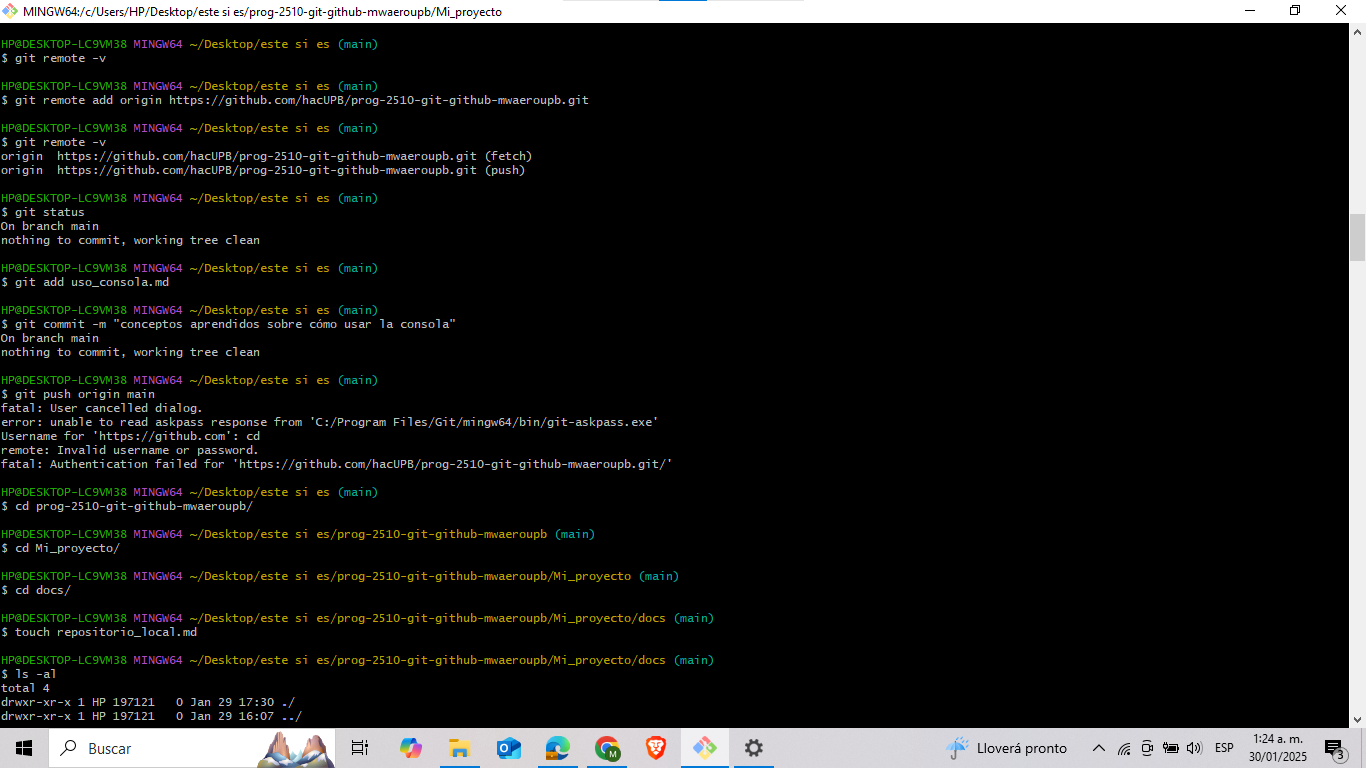 MINGW64:/c/Users/HP/Desktop/este si es/prog-2510-git-github-mwaeroupb/Mi_proyecto
HP@DESKTOP-LC9VM38 MINGW64 ~/Desktop/este si es (main)
$ git remote -v
HP@DESKTOP-LC9VM38 MINGW64 ~/Desktop/este si es (main)
$ git remote add origin https://github.com/hacUPB/prog-2510-git-github-mwaeroupb.git
HP@DESKTOP-LC9VM38 MINGW64 ~/Desktop/este si es (main)
$ git remote -v
origin  https://github.com/hacUPB/prog-2510-git-github-mwaeroupb.git (fetch)
origin  https://github.com/hacUPB/prog-2510-git-github-mwaeroupb.git (push)
HP@DESKTOP-LC9VM38 MINGW64 ~/Desktop/este si es (main)
$ git status
On branch main
nothing to commit, working tree clean
HP@DESKTOP-LC9VM38 MINGW64 ~/Desktop/este si es (main)
$ git add uso_consola.md
HP@DESKTOP-LC9VM38 MINGW64 ~/Desktop/este si es (main)
$ git commit -m "conceptos aprendidos sobre cómo usar la consola"
On branch main
nothing to commit, working tree clean
HP@DESKTOP-LC9VM38 MINGW64 ~/Desktop/este si es (main)
$ git push origin main
fatal: User cancelled dialog.
error: unable to read askpass response from 'C:/Program Files/Git/mingw64/bin/git-askpass.exe'
Username for 'https://github.com': cd
remote: Invalid username or password.
fatal: Authentication failed for 'https://github.com/hacUPB/prog-2510-git-github-mwaeroupb.git/'
HP@DESKTOP-LC9VM38 MINGW64 ~/Desktop/este si es (main)
$ cd prog-2510-git-github-mwaeroupb/
HP@DESKTOP-LC9VM38 MINGW64 ~/Desktop/este si es/prog-2510-git-github-mwaeroupb (main)
$ cd Mi_proyecto/
HP@DESKTOP-LC9VM38 MINGW64 ~/Desktop/este si es/prog-2510-git-github-mwaeroupb/Mi_proyecto (main)
$ cd docs/
HP@DESKTOP-LC9VM38 MINGW64 ~/Desktop/este si es/prog-2510-git-github-mwaeroupb/Mi_proyecto/docs (main)
$ touch repositorio_local.md
HP@DESKTOP-LC9VM38 MINGW64 ~/Desktop/este si es/prog-2510-git-github-mwaeroupb/Mi_proyecto/docs (main)
$ ls -al
total 4
drwxr-xr-x 1 HP 197121   0 Jan 29 17:30 ./
drwxr-xr-x 1 HP 197121   0 Jan 29 16:07 ../
Buscar
M
Lloverá pronto
ESP
1:24 a. m.
30/01/2025
3